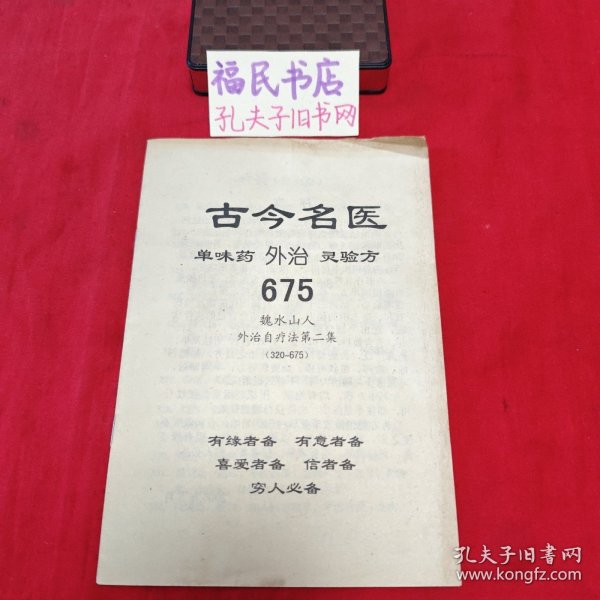 福民书店
孔夫子旧书网
古今名医
单味药 外治 灵验方
675
魏水山人
外治自疗法第二集
(320-675)
有缘者备 有意者备
喜爱者备 信者备
穷人必备
孔夫子旧书网
www.kongfz.com